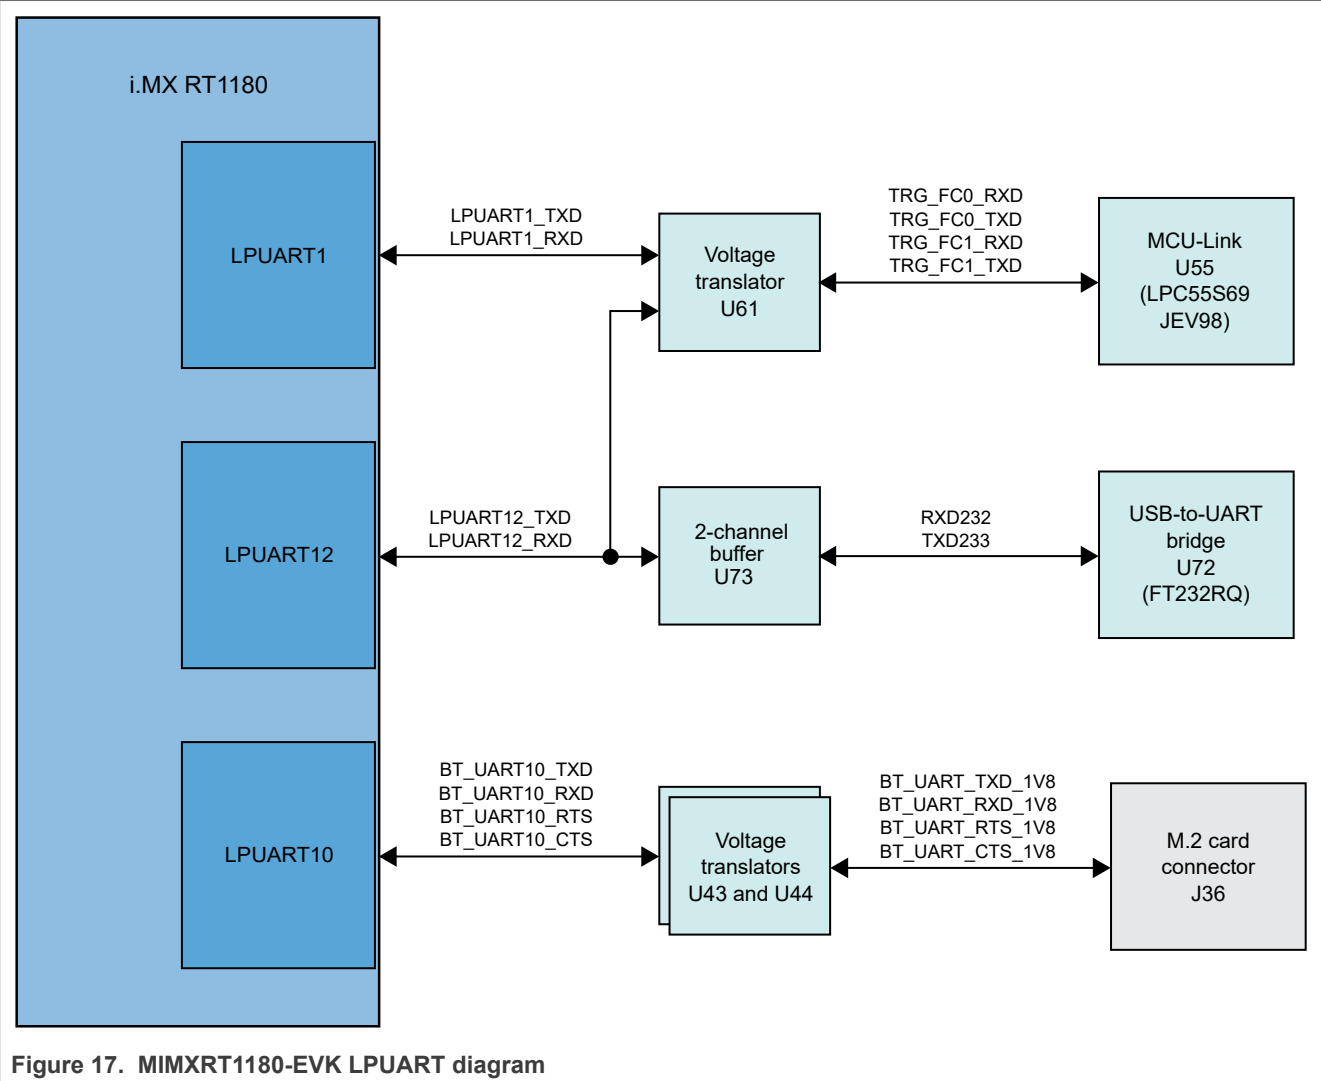 i.MX RT1180
LPUART1
LPUART1_TXD
LPUART1_RXD
Voltage
translator
U61
TRG_FC0_RXD
TRG_FC0_TXD
TRG_FC1_RXD
TRG_FC1_TXD
MCU-Link
U55
(LPC55S69
JEV98)
LPUART12
LPUART12_TXD
LPUART12_RXD
2-channel
buffer
U73
RXD232
TXD233
USB-to-UART
bridge
U72
(FT232RQ)
LPUART10
BT_UART10_TXD
BT_UART10_RXD
BT_UART10_RTS
BT_UART10_CTS
Voltage
translators
U43 and U44
BT_UART_TXD_1V8
BT_UART_RXD_1V8
BT_UART_RTS_1V8
BT_UART_CTS_1V8
M.2 card
connector
J36
Figure 17. MIMXRT1180-EVK LPUART diagram